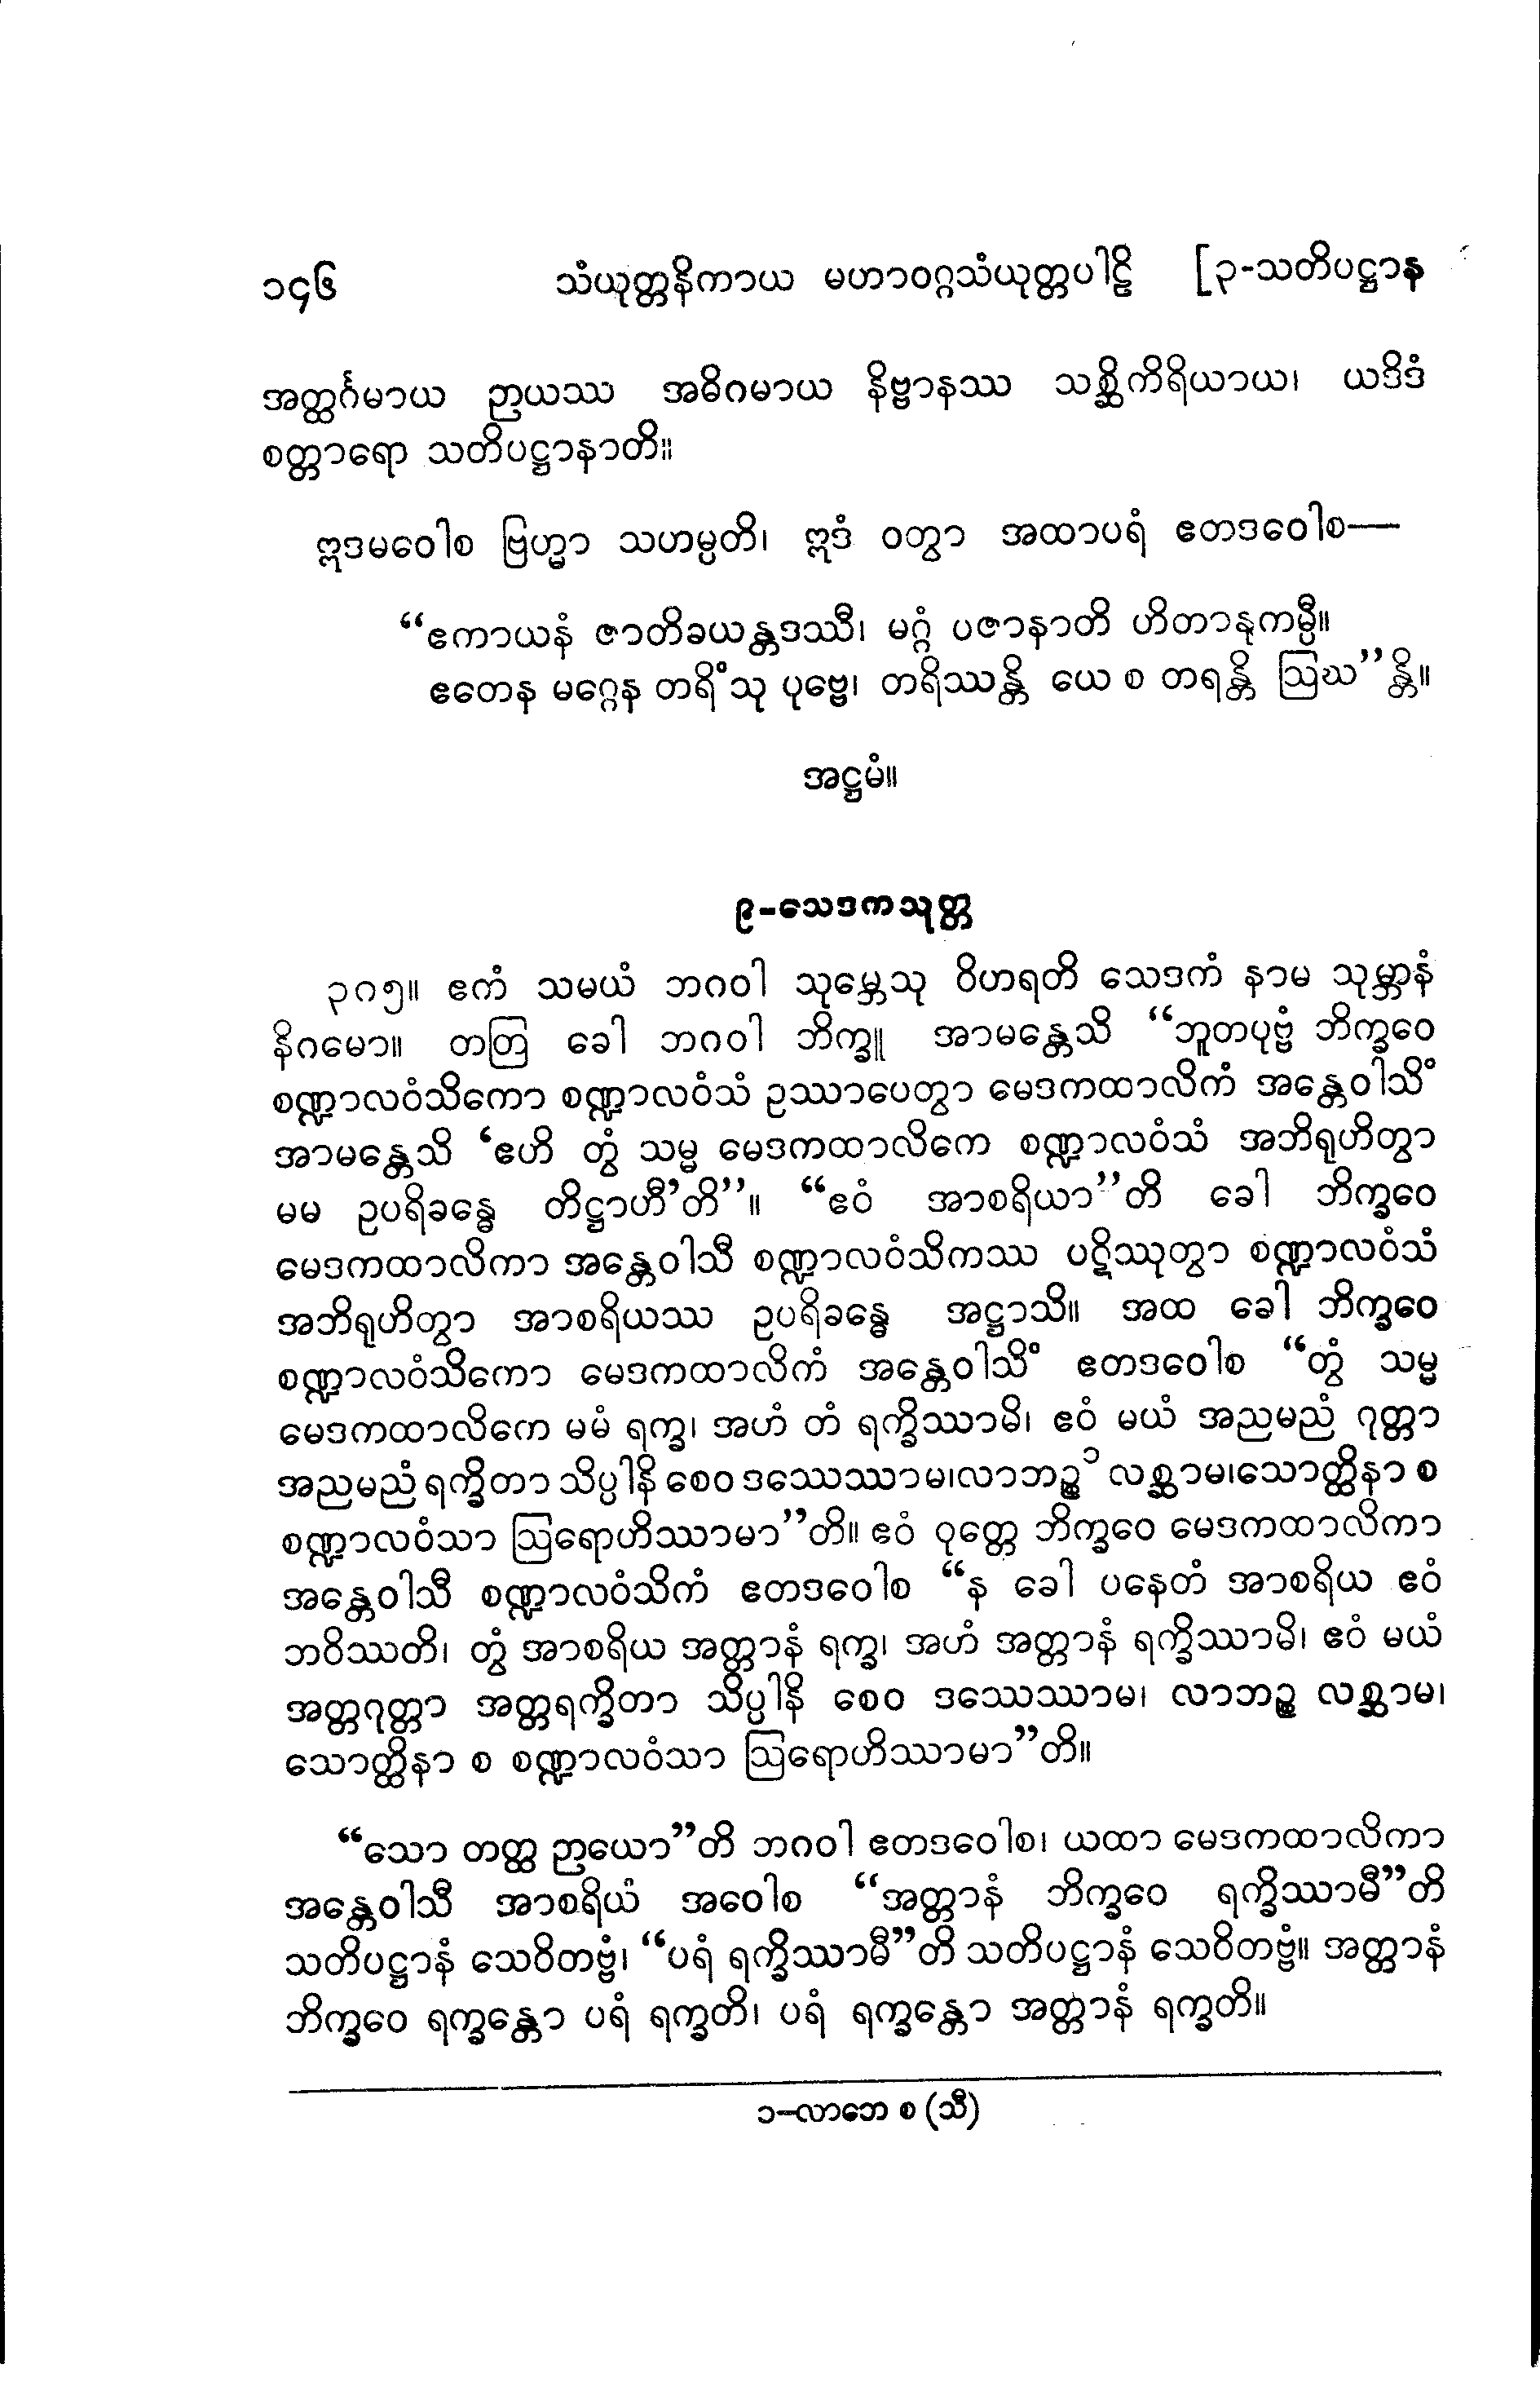 ၁၄၆ သံယုတ္တနိကာယ မဟာဝဂ္ဂသံယုတ္တပါဠိ [၃-သတိပဋ္ဌာန
အတ္ထင်္ဂမာယ ဉာယဿ အဓိဂမာယ နိဗ္ဗာနဿ သစ္ဆိကိရိယာယ၊ ယဒိဒံ
စတ္တာရော သတိပဋ္ဌာနာတိ။
ဣဒမဝေါစ ဗြဟ္မာ သဟမ္ပတိ၊ ဣဒံ ဝတွာ အထာပရံ ဧတဒဝေါစ—
“ဧကာယနံ ဇာတိခယန္တဒဿီ၊ မဂ္ဂံ ပဇာနာတိ ဟိတာနုကမ္ပီ။
ဧတေန မဂ္ဂေန တရိံသု ပုဗ္ဗေ၊ တရိဿန္တိ ယေ စ တရန္တိ ဩဃ”န္တိ။
အဋ္ဌမံ။
၉-သေဒကသုတ္တ
၃ဂ၅။ ဧကံ သမယံ ဘဂဝါ သုမ္ဘေသု ဝိဟရတိ သေဒကံ နာမ သုမ္ဘာနံ
နိဂမော။ တတြ ခေါ ဘဂဝါ ဘိက္ခူ အာမန္တေသိ “ဘူတပုဗ္ဗံ ဘိက္ခဝေ
စဏ္ဍာလဝံသိကော စဏ္ဍာလဝံသံ ဥဿာပေတွာ မေဒကထာလိကံ အန္တေဝါသိံ
အာမန္တေသိ ‘ဧဟိ တွံ သမ္မ မေဒကထာလိကေ စဏ္ဍာလဝံသံ အဘိရုဟိတွာ
မမ ဥပရိခန္ဓေ တိဋ္ဌာဟီ’တိ”။ “ဧဝံ အာစရိယာ”တိ ခေါ ဘိက္ခဝေ
မေဒကထာလိကာ အန္တေဝါသီ စဏ္ဍာလဝံသိကဿ ပဋိဿုတွာ စဏ္ဍာလဝံသံ
အဘိရုဟိတွာ အာစရိယဿ ဥပရိခန္ဓေ အဋ္ဌာသိ။ အထ ခေါ ဘိက္ခဝေ
စဏ္ဍာလဝံသိကော မေဒကထာလိကံ အန္တေဝါသိံ ဧတဒဝေါစ “တွံ သမ္မ
မေဒကထာလိကေ မမံ ရက္ခ၊ အဟံ တံ ရက္ခိဿာမိ၊ ဧဝံ မယံ အညမညံ ဂုတ္တာ
အညမညံ ရက္ခိတာ သိပ္ပါနိ စေဝ ဒဿေဿာမ၊ လာဘဉ္စ ၁ လစ္ဆာမ၊ သောတ္ထိနာ စ
စဏ္ဍာလဝံသာ ဩရောဟိဿာမာ”တိ။ ဧဝံ ဝုတ္တေ ဘိက္ခဝေ မေဒကထာလိကာ
အန္တေဝါသီ စဏ္ဍာလဝံသိကံ ဧတဒဝေါစ “န ခေါ ပနေတံ အာစရိယ ဧဝံ
ဘဝိဿတိ၊ တွံ အာစရိယ အတ္တာနံ ရက္ခ၊ အဟံ အတ္တာနံ ရက္ခိဿာမိ၊ ဧဝံ မယံ
အတ္တဂုတ္တာ အတ္တရက္ခိတာ သိပ္ပါနိ စေဝ ဒဿေဿာမ၊ လာဘဉ္စ လစ္ဆာမ၊
သောတ္ထိနာ စ စဏ္ဍာလဝံသာ ဩရောဟိဿာမာ”တိ။
“သော တတ္ထ ဉာယော”တိ ဘဂဝါ ဧတဒဝေါစ၊ ယထာ မေဒကထာလိကာ
အန္တေဝါသီ အာစရိယံ အဝေါစ “အတ္တာနံ ဘိက္ခဝေ ရက္ခိဿာမီ”တိ
သတိပဋ္ဌာနံ သေဝိတဗ္ဗံ၊ “ပရံ ရက္ခိဿာမီ”တိ သတိပဋ္ဌာနံ သေဝိတဗ္ဗံ။ အတ္တာနံ
ဘိက္ခဝေ ရက္ခန္တော ပရံ ရက္ခတိ၊ ပရံ ရက္ခန္တော အတ္တာနံ ရက္ခတိ။
၁-လာဘေ စ (သီ)